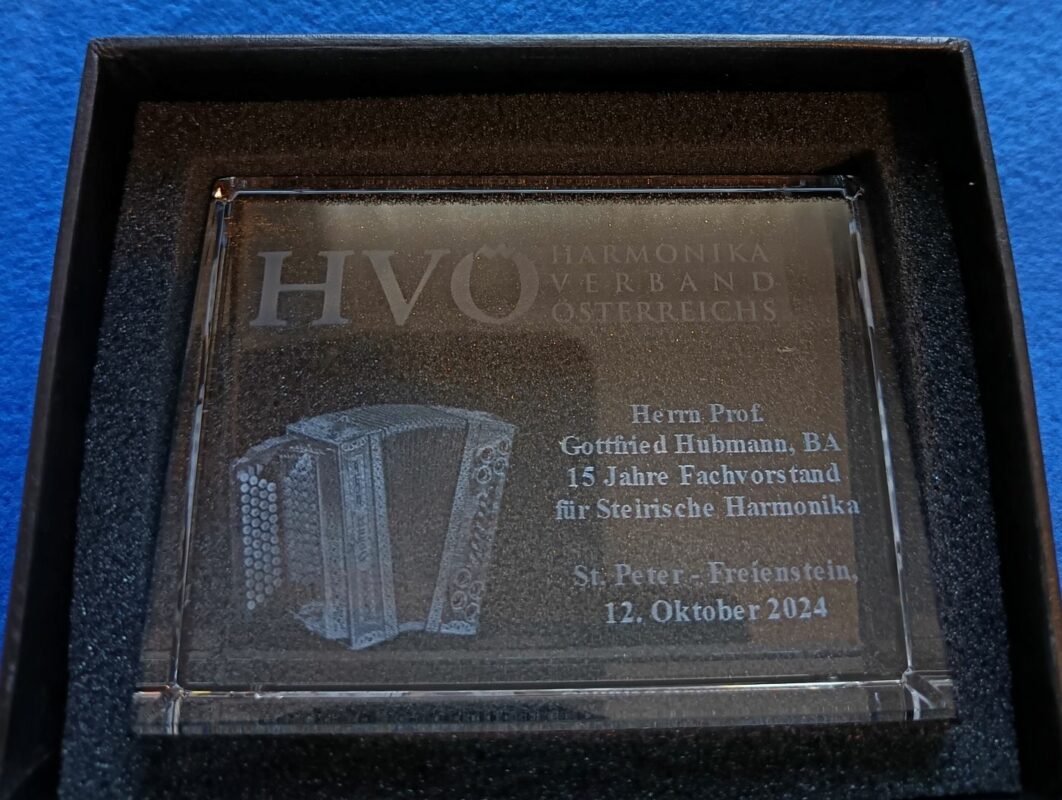 HVÖ
HARMONIKA
VERBAND
ÖSTERREICHS
Herrn Prof.
Gottfried Hubmann, BA
15 Jahre Fachvorstand
für Steirische Harmonika
St. Peter - Freienstein,
12. Oktober 2024